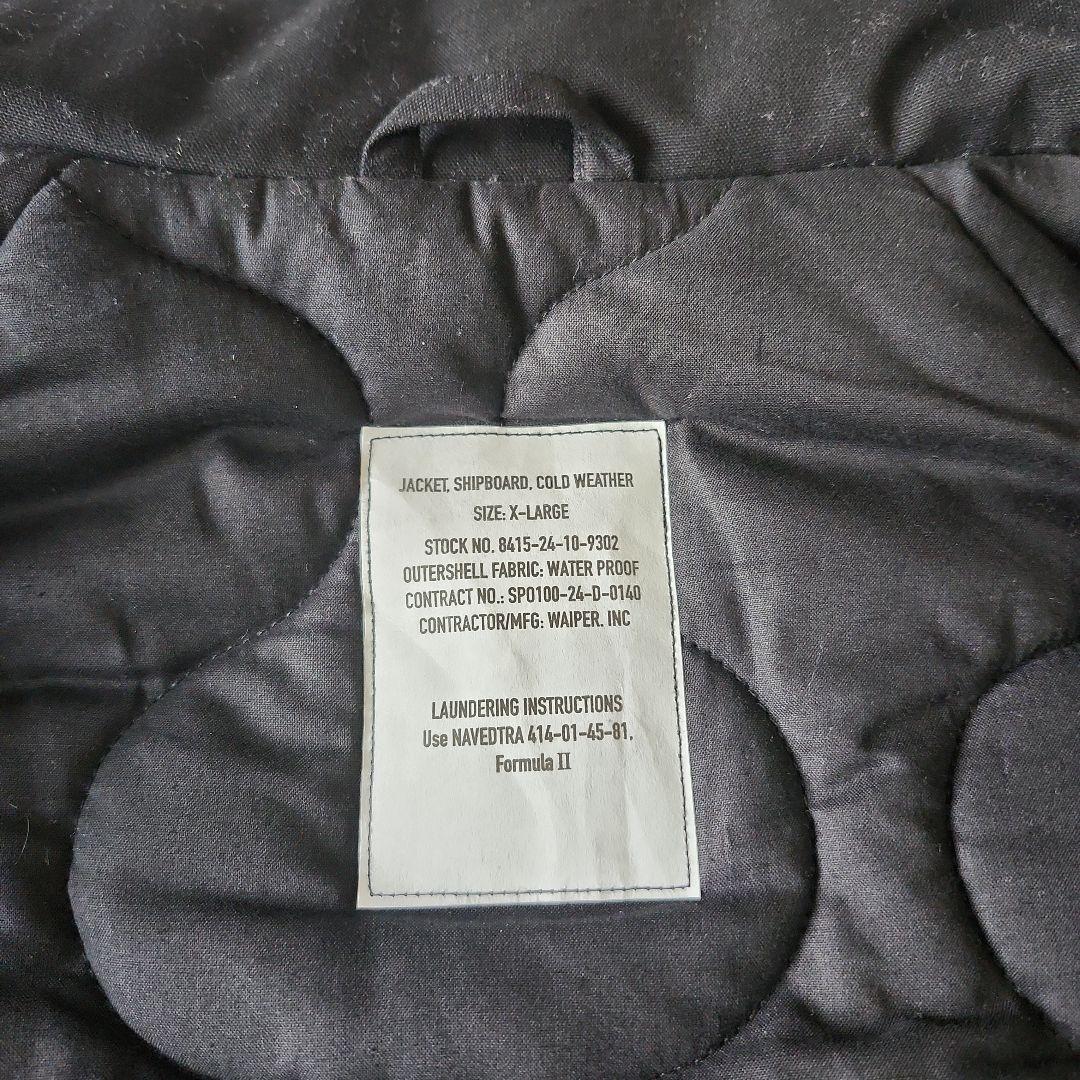 JACKET, SHIPBOARD, COLD WEATHER
SIZE: X-LARGE
STOCK NO. 8415-24-10-9302
OUTERSHELL FABRIC: WATER PROOF
CONTRACT NO.: SPO100-24-D-0140
CONTRACTOR/MFG: WAIPER. INC
LAUNDERING INSTRUCTIONS
Use NAVEDTRA 414-01-45-81,
Formula II